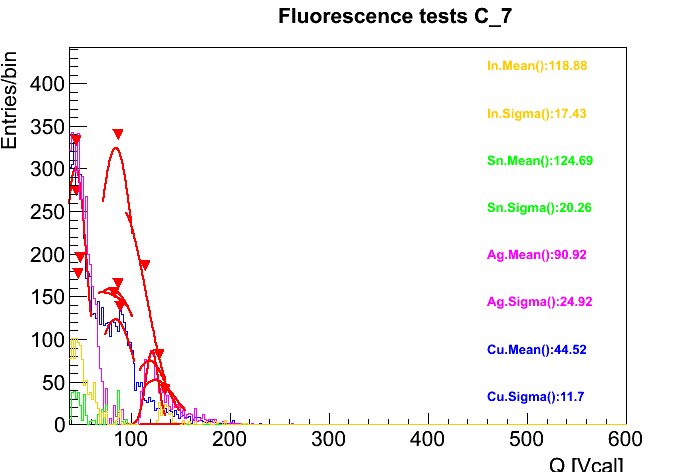 Fluorescence tests C_7
Entries/bin
400
350
300
250
200
150
100
50
0
100
200
300
400
500
600
Q [Vcal]
In.Mean():118.88
In.Sigma():17.43
Sn.Mean():124.69
Sn.Sigma():20.26
Ag.Mean():90.92
Ag.Sigma():24.92
Cu.Mean():44.52
Cu.Sigma():11.7